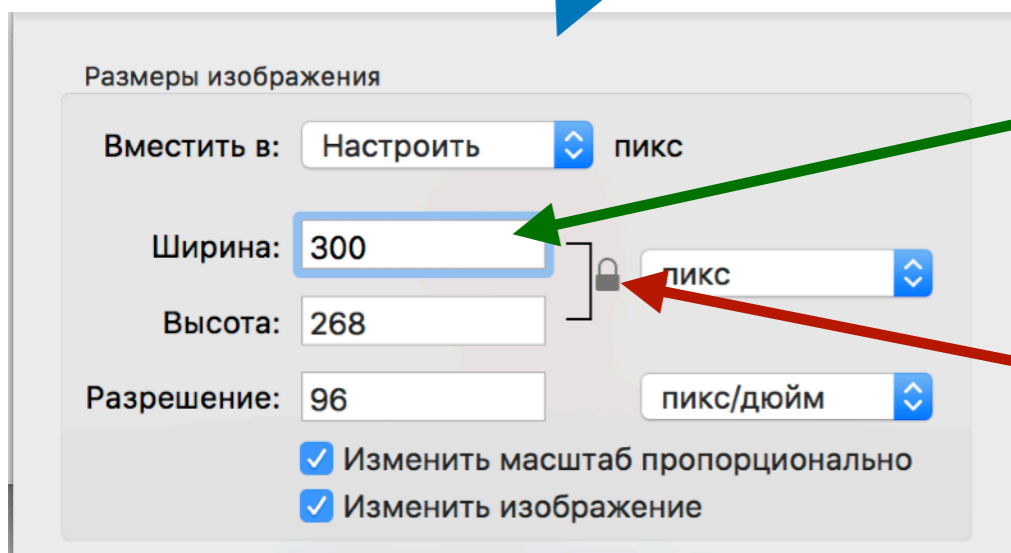 Размеры изображения
Вместить в: Настроить пикс
Ширина: 300
пикс
Высота: 268
Разрешение: 96 пикс/дюйм
Изменить масштаб пропорционально
Изменить изображение